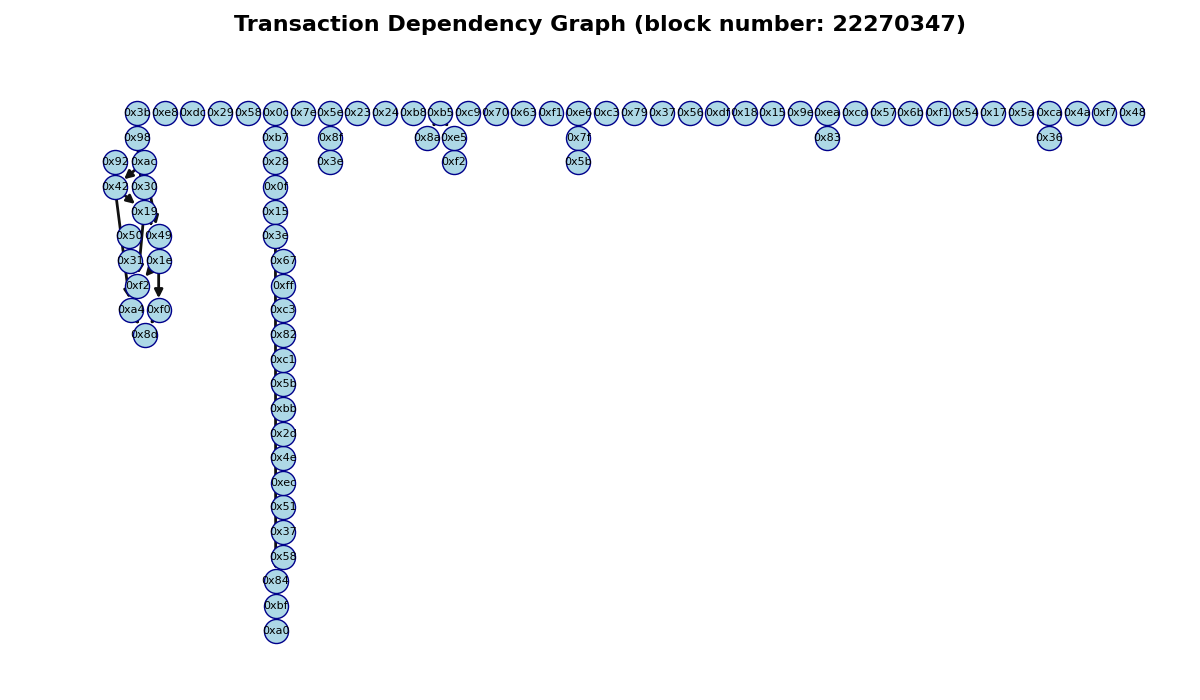 Transaction Dependency Graph (block number: 22270347)
0x3b 0xe8 0xdc 0x29 0x58 0x0c 0x7e 0x5e 0x23 0x24 0xb8 0xb5 0xc9 0x70 0x63 0xf1 0xe6 0xc3 0x79 0x37 0x56 0xdf 0x18 0x15 0x9e 0xea 0xcd 0x57 0x6b 0xf1 0x54 0x17 0x5a 0xca 0x4a 0xf7 0x48
0x98 0xb7 0x8f 0x8a 0xe5 0x7f 0x83 0x36
0x92 0xac 0x28 0x3e 0xf2 0x5b
0x42 0x30 0x0f
0x19 0x15
0x50 0x49 0x3e
0x31 0x1e 0x67
0xf2 0xff
0xa4 0xf0 0xc3
0x8d 0x82
0xc1
0x5b
0xbb
0x2d
0x4e
0xec
0x51
0x37
0x58
0x84
0xbf
0xa0